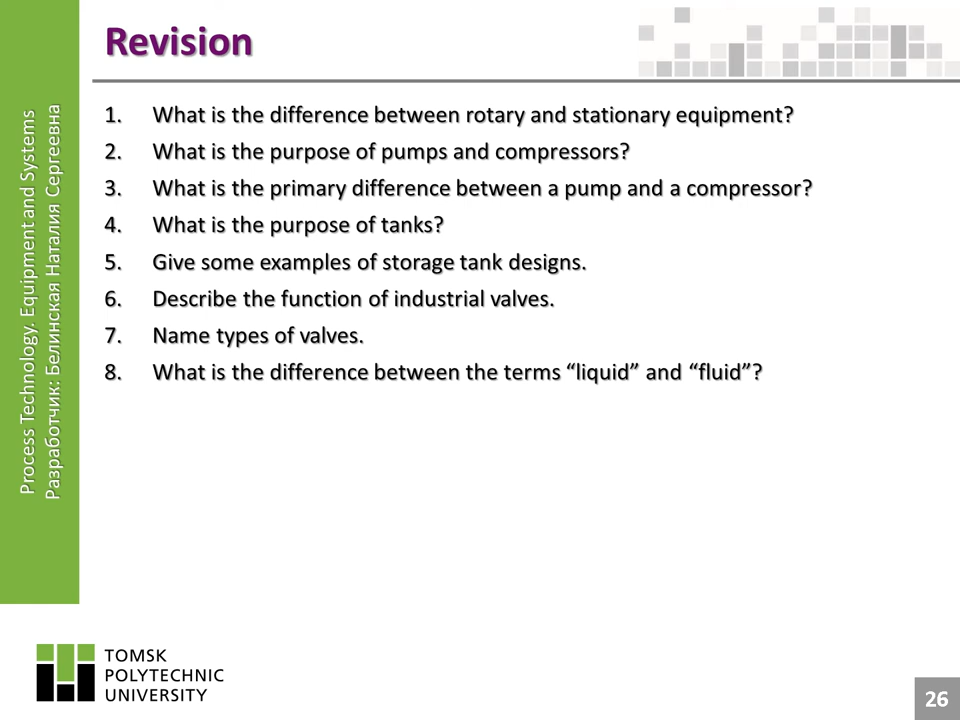 Revision
Process Technology. Equipment and Systems
Разработчик: Белинская Наталия Сергеевна
1. What is the difference between rotary and stationary equipment?
2. What is the purpose of pumps and compressors?
3. What is the primary difference between a pump and a compressor?
4. What is the purpose of tanks?
5. Give some examples of storage tank designs.
6. Describe the function of industrial valves.
7. Name types of valves.
8. What is the difference between the terms “liquid” and “fluid”?
TOMSK
POLYTECHNIC
UNIVERSITY
26